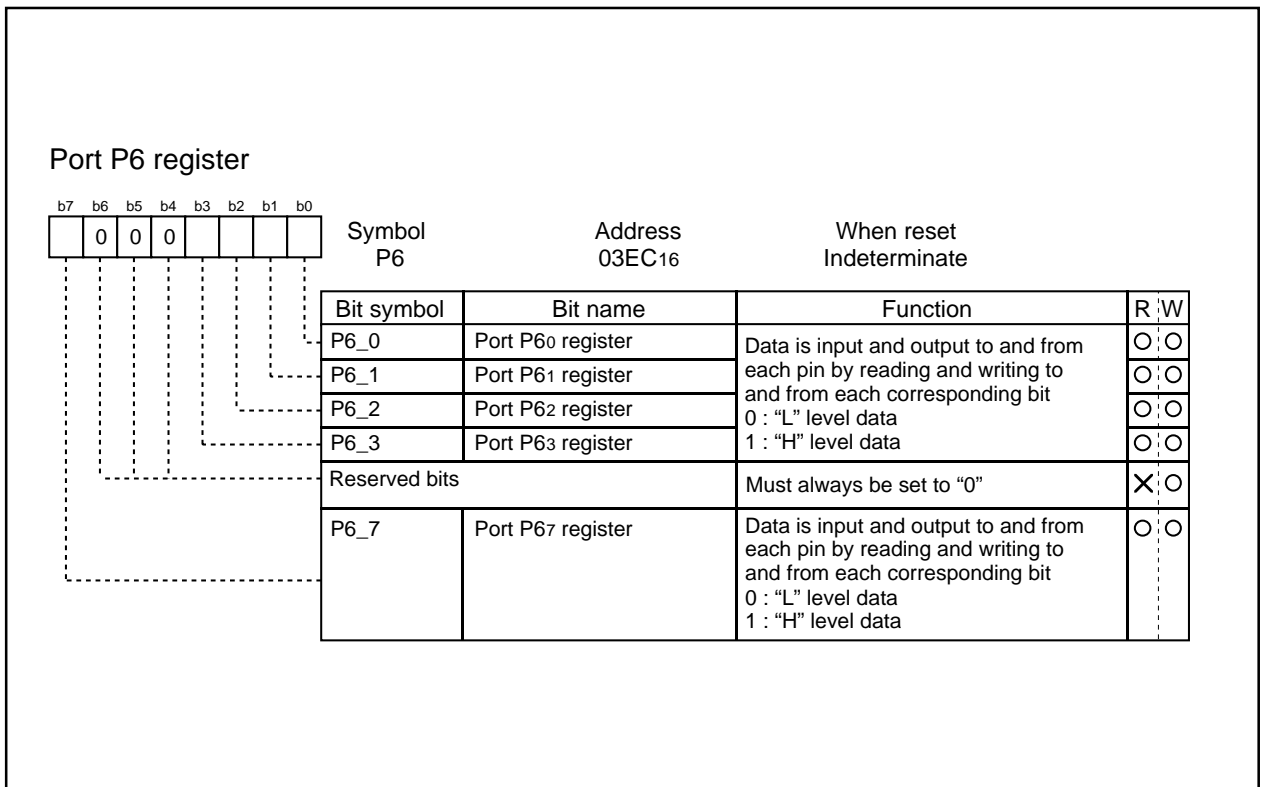 Port P6 register
b7 b6 b5 b4 b3 b2 b1 b0
0 0 0
Symbol Address When reset
P6 03EC16 Indeterminate
Bit symbol Bit name Function R W
P6_0 Port P60 register Data is input and output to and from
each pin by reading and writing to
and from each corresponding bit
0 : “L” level data
1 : “H” level data
P6_1 Port P61 register
P6_2 Port P62 register
P6_3 Port P63 register
Reserved bits Must always be set to “0”
P6_7 Port P67 register Data is input and output to and from
each pin by reading and writing to
and from each corresponding bit
0 : “L” level data
1 : “H” level data